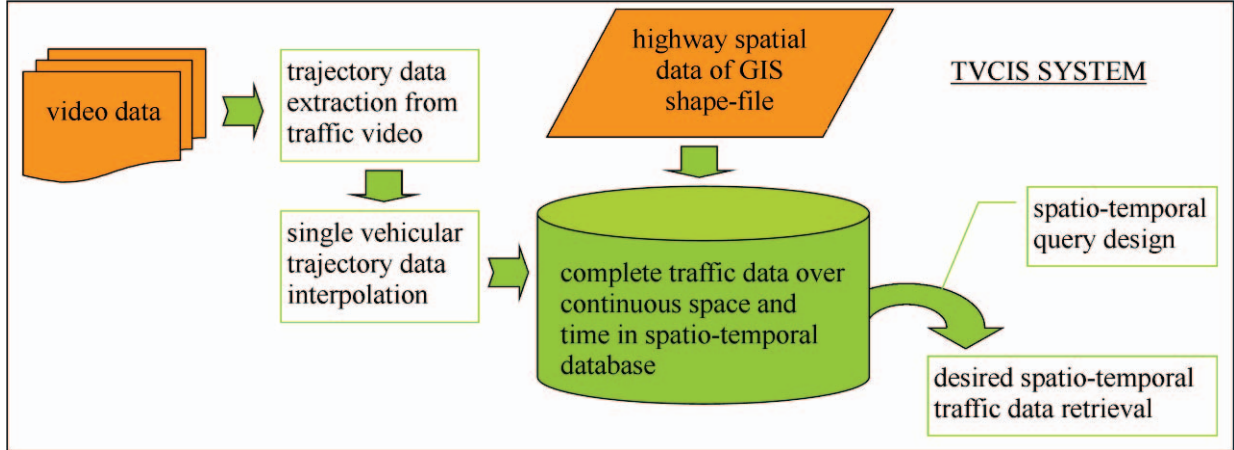 video data
trajectory data
extraction from
traffic video
highway spatial
data of GIS
shape-file
TVCIS SYSTEM
single vehicular
trajectory data
interpolation
complete traffic data over
continuous space and
time in spatio-temporal
database
spatio-temporal
query design
desired spatio-temporal
traffic data retrieval